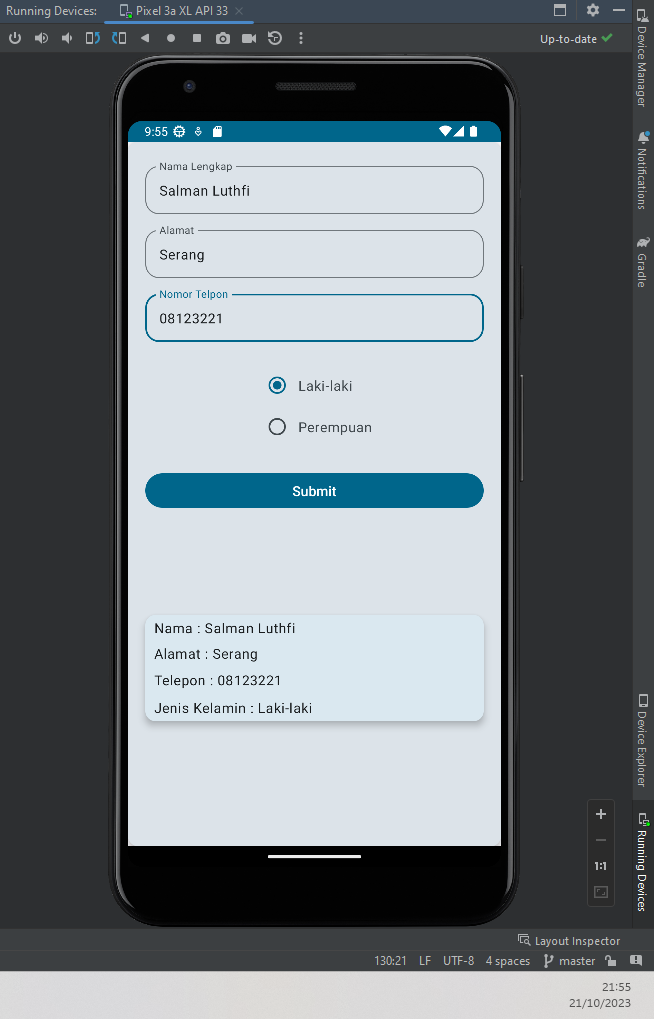 Running Devices: Pixel 3a XL API 33
Up-to-date
Device Manager
Notifications
Gradle
9:55
Nama Lengkap
Salman Luthfi
Alamat
Serang
Nomor Telpon
08123221
Laki-laki
Perempuan
Submit
Nama : Salman Luthfi
Alamat : Serang
Telepon : 08123221
Jenis Kelamin : Laki-laki
Device Explorer
1:1
Running Devices
Layout Inspector
130:21 LF UTF-8 4 spaces master
21:55
21/10/2023